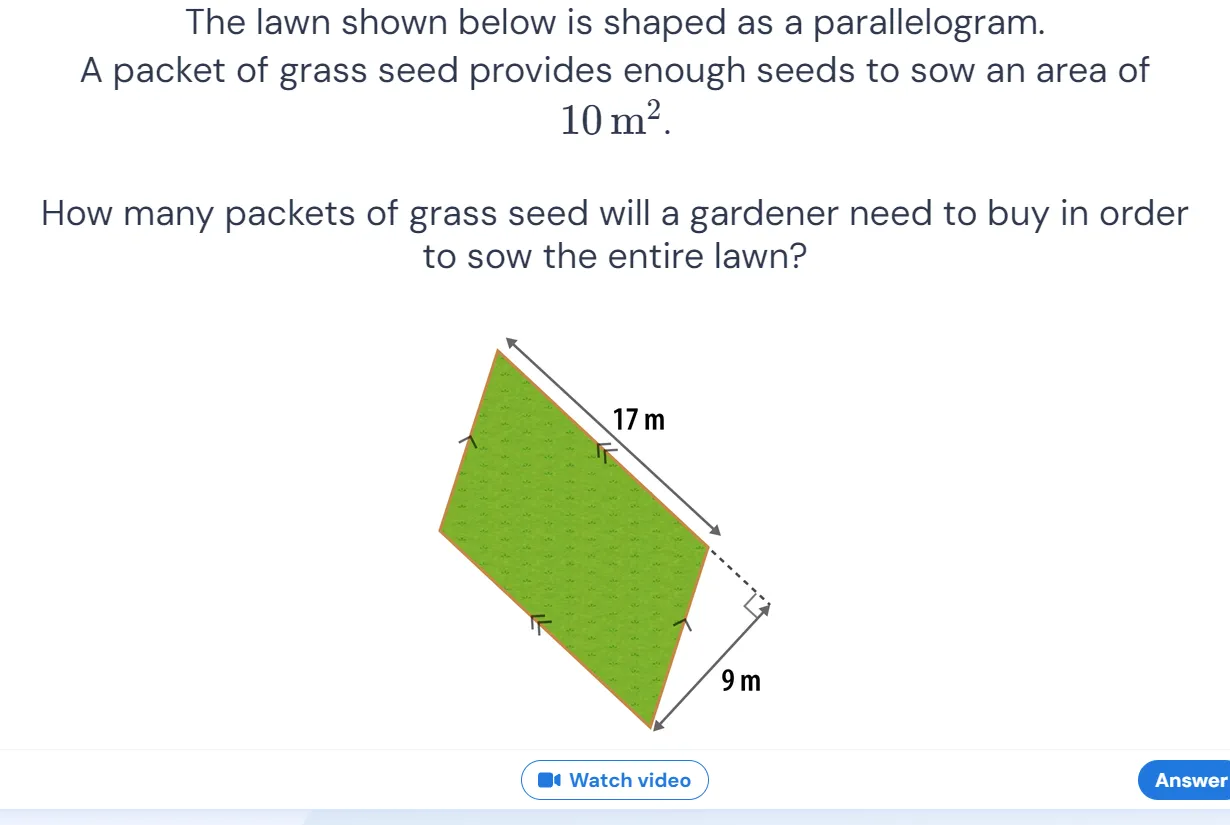 The lawn shown below is shaped as a parallelogram.
A packet of grass seed provides enough seeds to sow an area of
10 m².
How many packets of grass seed will a gardener need to buy in order
to sow the entire lawn?
17 m
9 m
Watch video
Answer